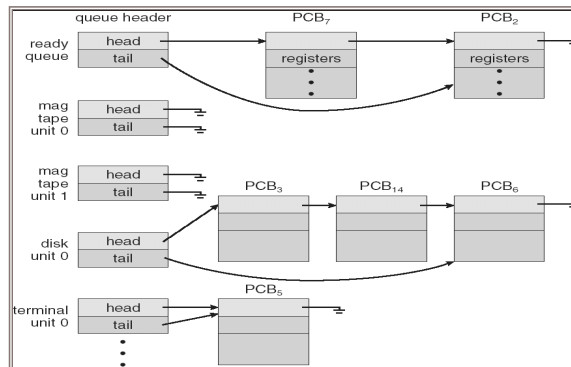 queue header PCB₇ PCB₂
ready queue
head
tail
registers
registers
mag tape unit 0
head
tail
mag tape unit 1
head
tail
PCB₃ PCB₁₄ PCB₆
disk unit 0
head
tail
PCB₅
terminal unit 0
head
tail